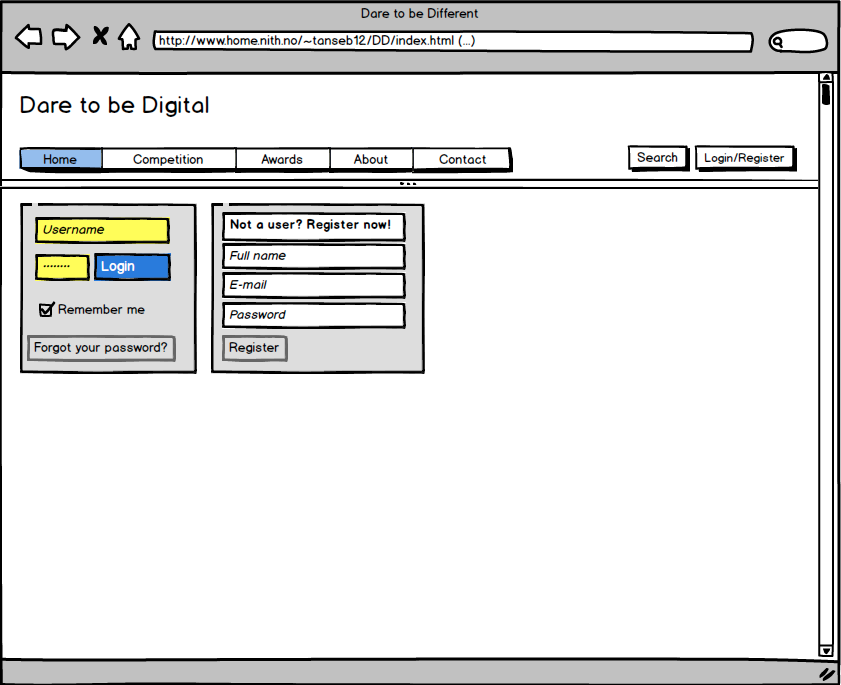 Dare to be Different
http://www.home.nith.no/~tanseb12/DD/index.html (...)
Dare to be Digital
Home Competition Awards About Contact Search Login/Register
Username
........ Login
Remember me
Forgot your password?
Not a user? Register now!
Full name
E-mail
Password
Register